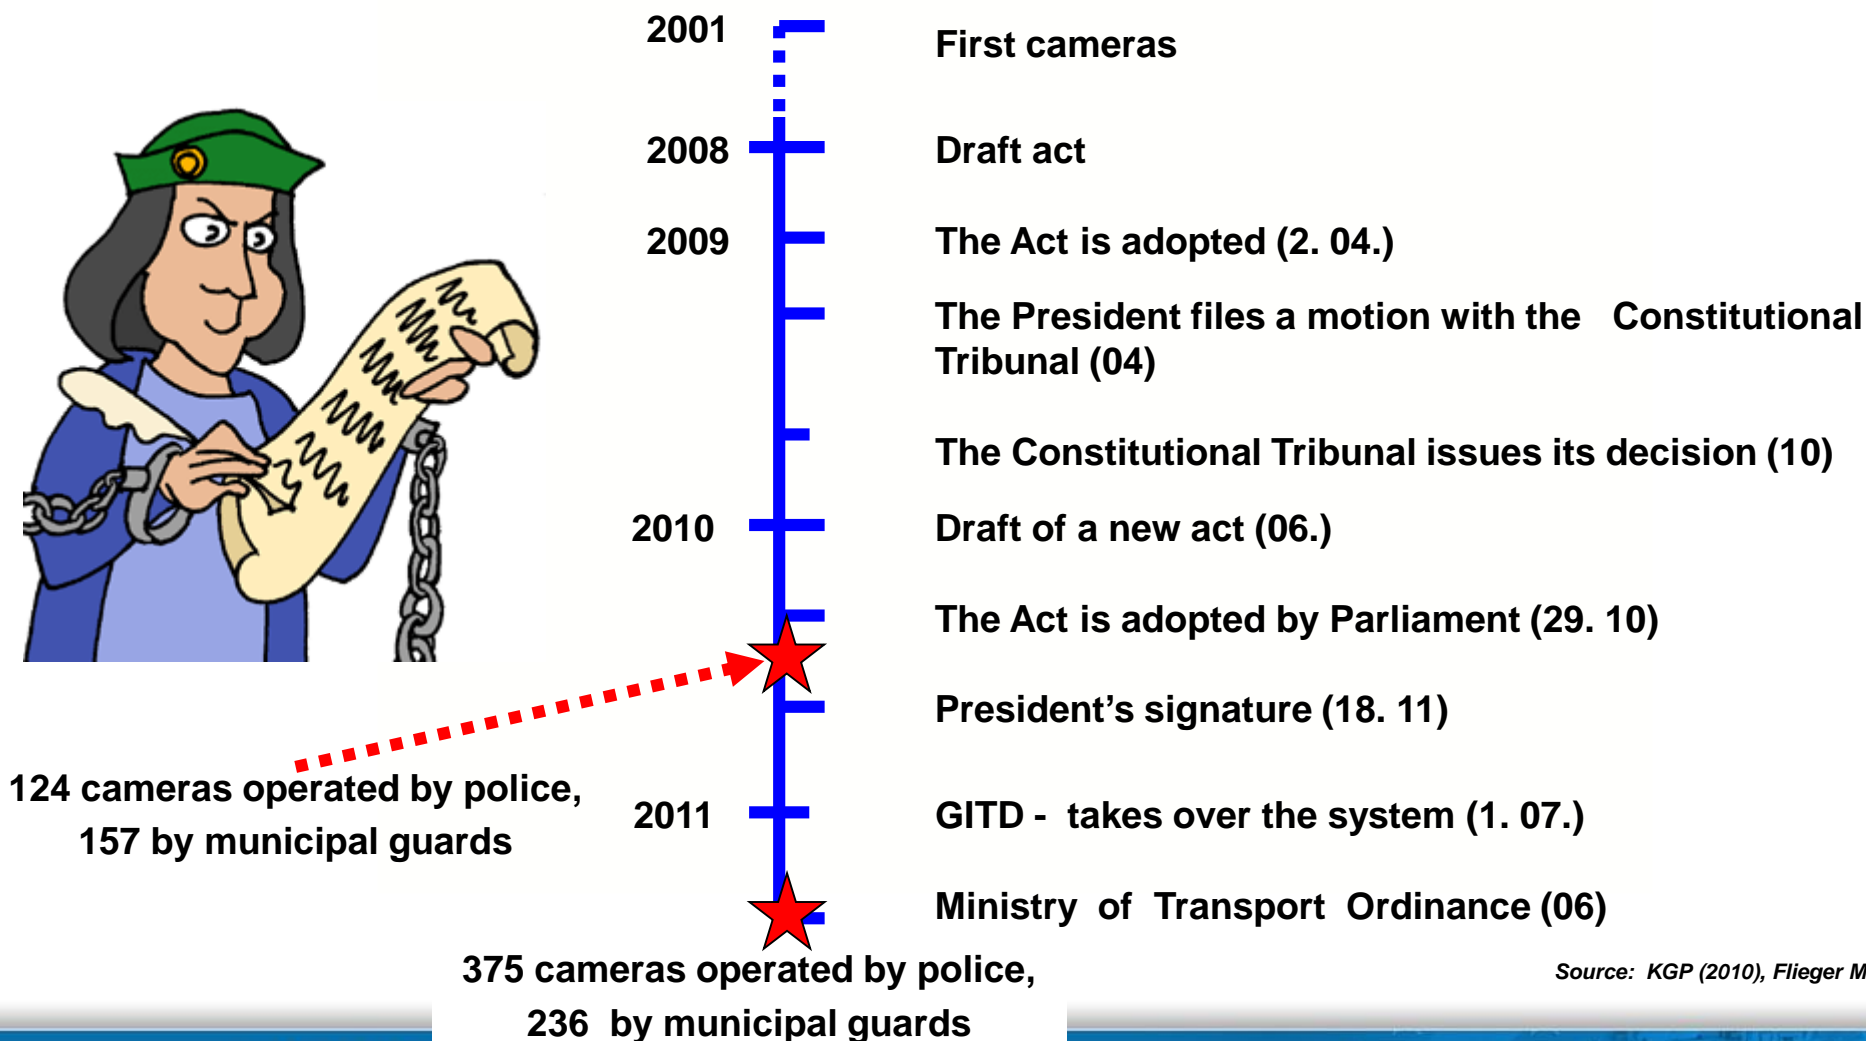 2001
First cameras
2008
Draft act
2009
The Act is adopted (2. 04.)
The President files a motion with the Constitutional
Tribunal (04)
The Constitutional Tribunal issues its decision (10)
2010
Draft of a new act (06.)
The Act is adopted by Parliament (29. 10)
President’s signature (18. 11)
124 cameras operated by police,
157 by municipal guards
2011
GITD - takes over the system (1. 07.)
Ministry of Transport Ordinance (06)
375 cameras operated by police,
236 by municipal guards
Source: KGP (2010), Flieger M